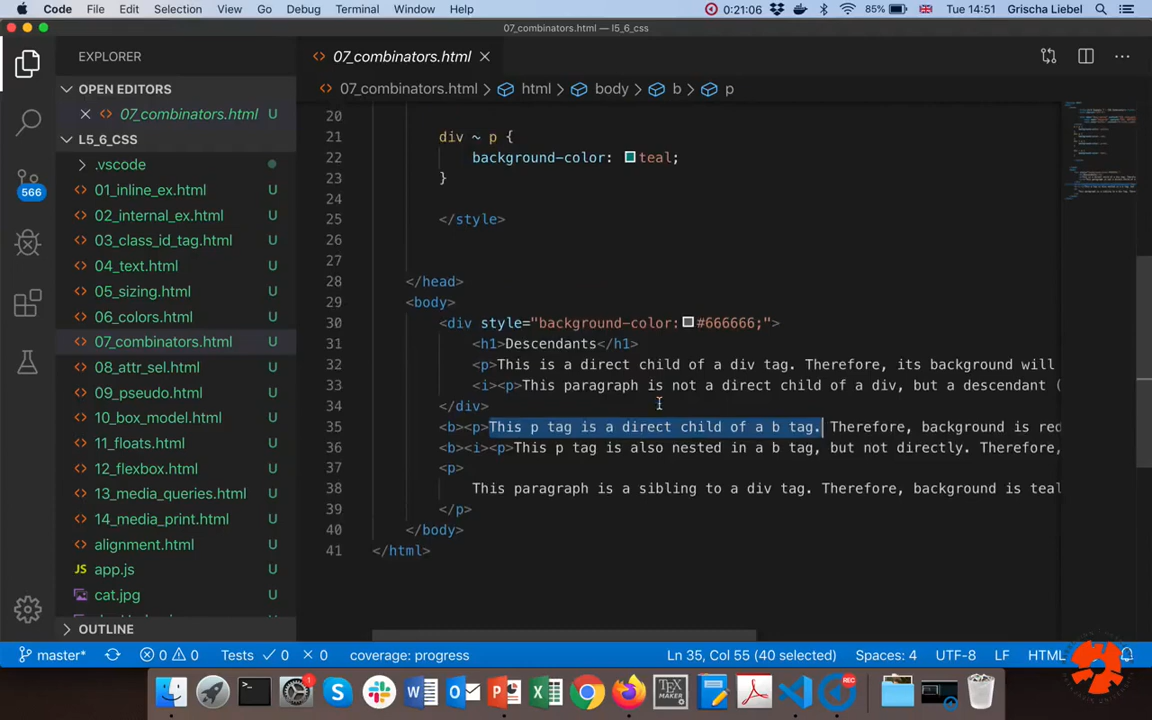 Code File Edit Selection View Go Debug Terminal Window Help 0:21:06 85% Tue 14:51 Grischa Liebel
07_combinators.html — l5_6_css
EXPLORER
07_combinators.html
OPEN EDITORS
07_combinators.html U
07_combinators.html > html > body > b > p
L5_6_CSS
.vscode
01_inline_ex.html U
02_internal_ex.html U
03_class_id_tag.html U
04_text.html U
05_sizing.html U
06_colors.html U
07_combinators.html U
08_attr_sel.html U
09_pseudo.html U
10_box_model.html U
11_floats.html U
12_flexbox.html U
13_media_queries.html U
14_media_print.html U
alignment.html U
app.js U
cat.jpg U
OUTLINE
566
20
21 div ~ p {
22 background-color: teal;
23 }
24
25 </style>
26
27
28 </head>
29 <body>
30 <div style="background-color: #666666;">
31 <h1>Descendants</h1>
32 <p>This is a direct child of a div tag. Therefore, its background will
33 <i><p>This paragraph is not a direct child of a div, but a descendant (
34 </div>
35 <b><p>This p tag is a direct child of a b tag. Therefore, background is red
36 <b><i><p>This p tag is also nested in a b tag, but not directly. Therefore,
37 <p>
38 This paragraph is a sibling to a div tag. Therefore, background is teal
39 </p>
40 </body>
41 </html>
master* 0 0 Tests 0 0 coverage: progress Ln 35, Col 55 (40 selected) Spaces: 4 UTF-8 LF HTML